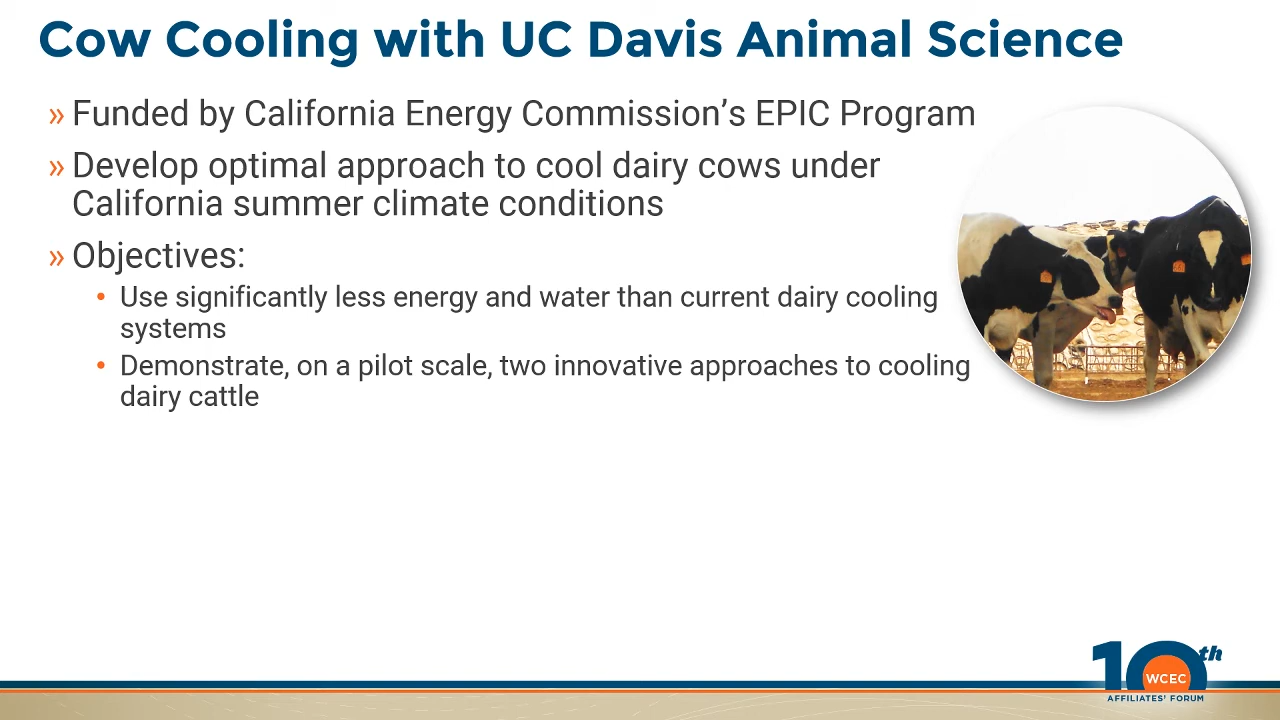 Cow Cooling with UC Davis Animal Science
» Funded by California Energy Commission’s EPIC Program
» Develop optimal approach to cool dairy cows under
California summer climate conditions
» Objectives:
• Use significantly less energy and water than current dairy cooling
systems
• Demonstrate, on a pilot scale, two innovative approaches to cooling
dairy cattle
10th
WCEC
AFFILIATES’ FORUM